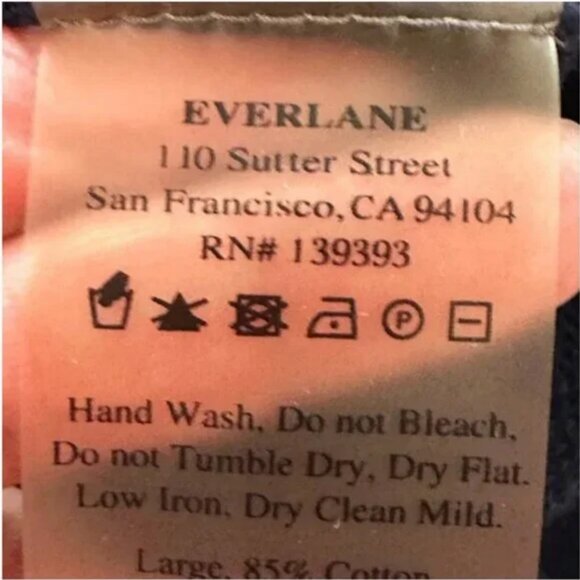 EVERLANE
110 Sutter Street
San Francisco, CA 94104
RN# 139393
P
Hand Wash, Do not Bleach,
Do not Tumble Dry, Dry Flat.
Low Iron, Dry Clean Mild.
Large, 85% Cotton